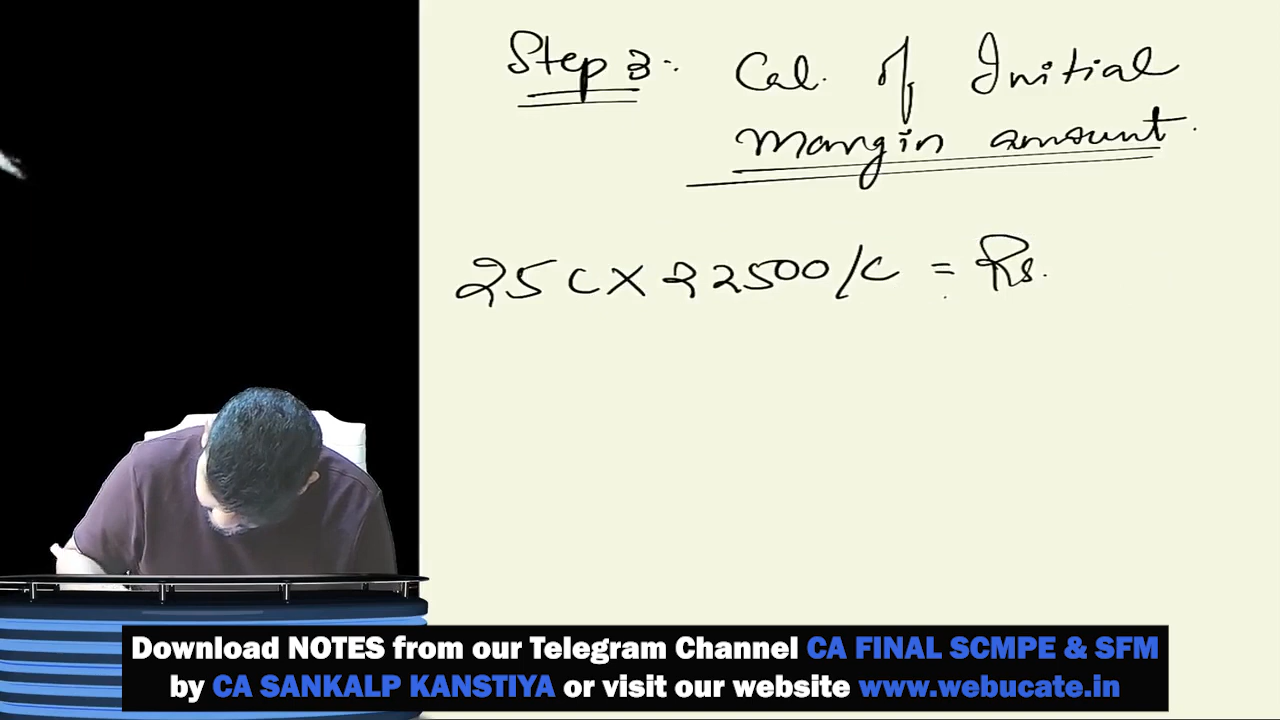 Step 3:- Cal. of Initial
margin amount.
25 C X 22500/C = Rs.
Download NOTES from our Telegram Channel CA FINAL SCMPE & SFM
by CA SANKALP KANSTIYA or visit our website www.webucate.in